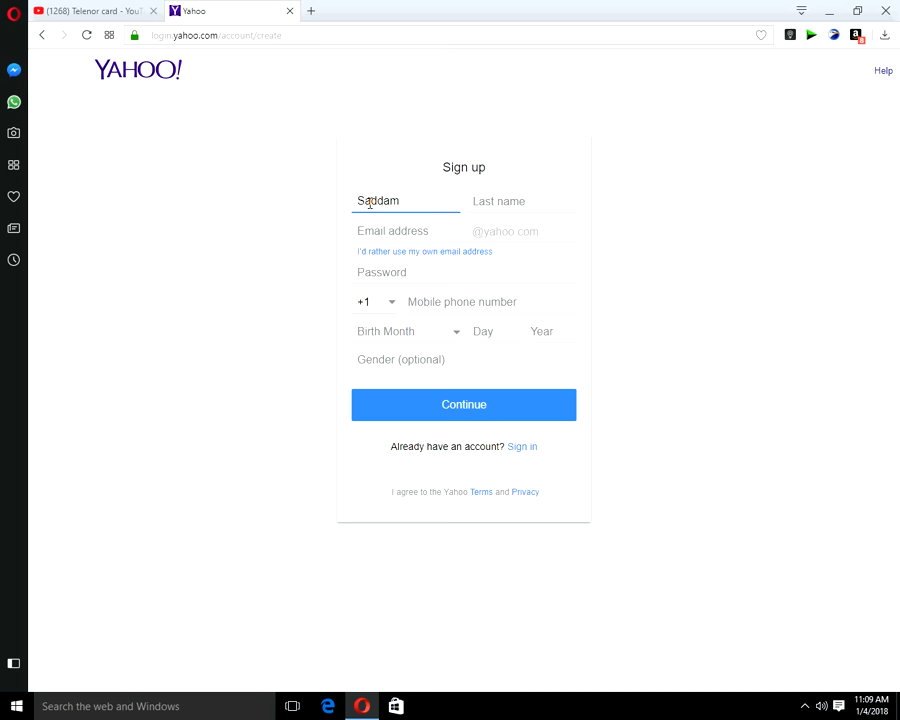 (1268) Telenor card - YouT
Yahoo
login.yahoo.com/account/create
YAHOO!
Help
Sign up
Saddam
Last name
Email address
@yahoo.com
I'd rather use my own email address
Password
+1
Mobile phone number
Birth Month
Day
Year
Gender (optional)
Continue
Already have an account? Sign in
I agree to the Yahoo Terms and Privacy
Search the web and Windows
11:09 AM
1/4/2018